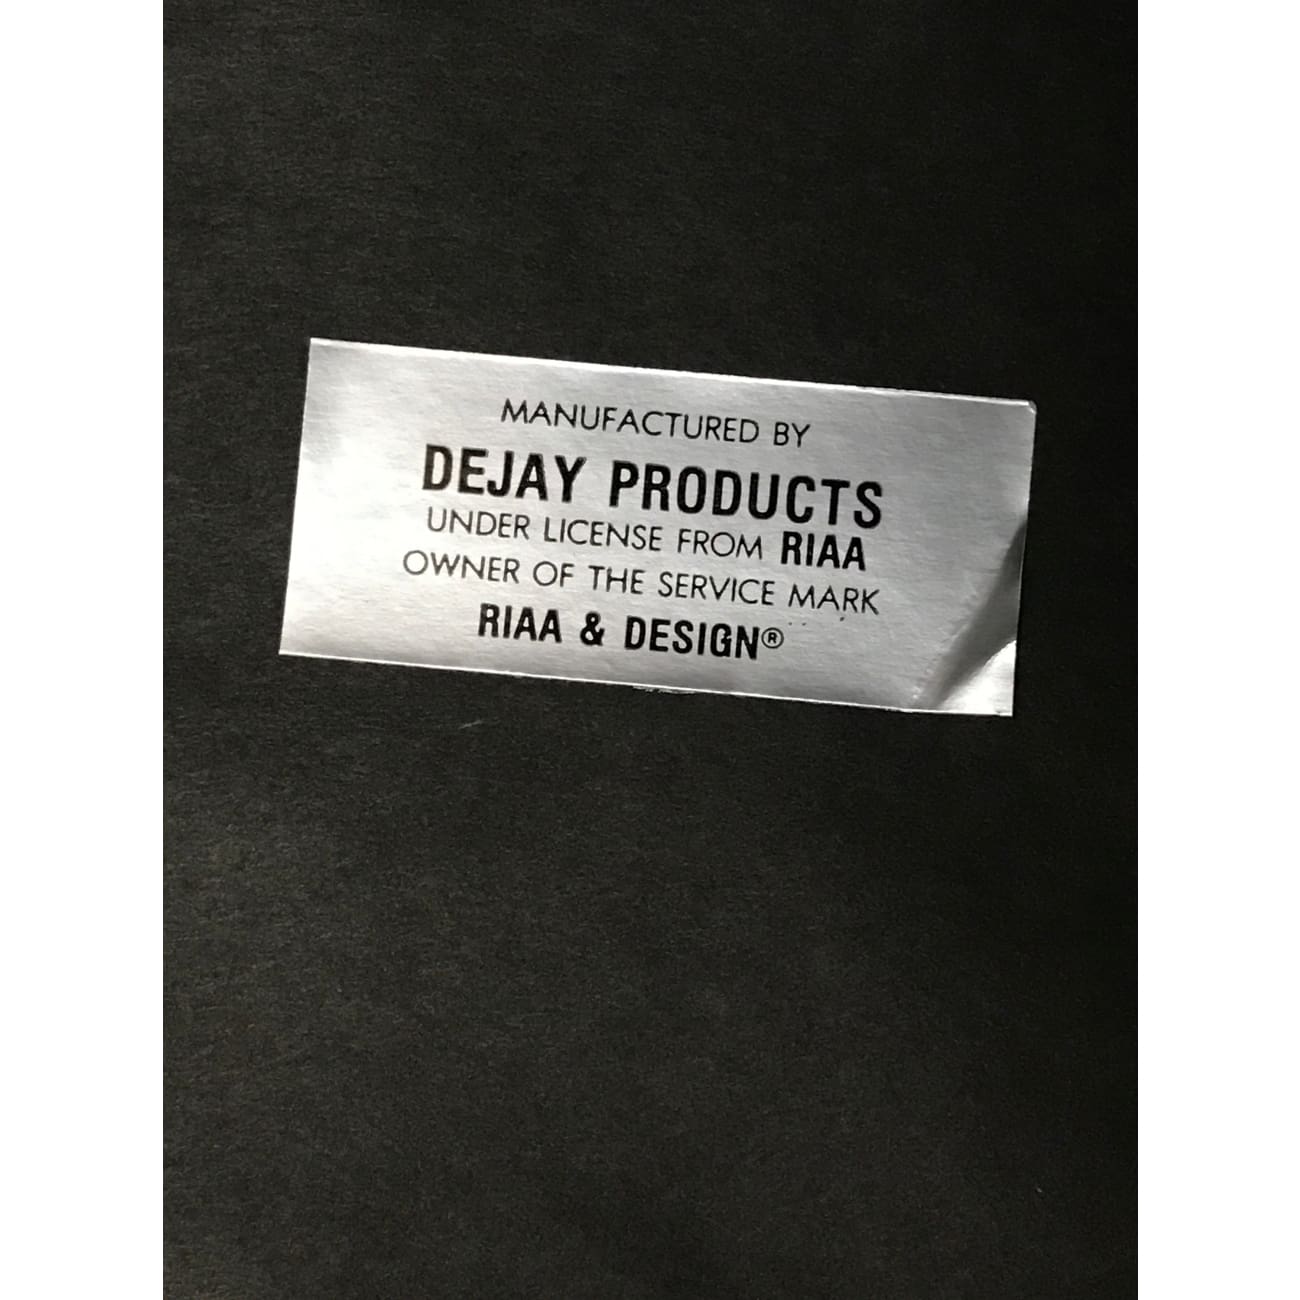 MANUFACTURED BY
DEJAY PRODUCTS
UNDER LICENSE FROM RIAA
OWNER OF THE SERVICE MARK
RIAA & DESIGN®